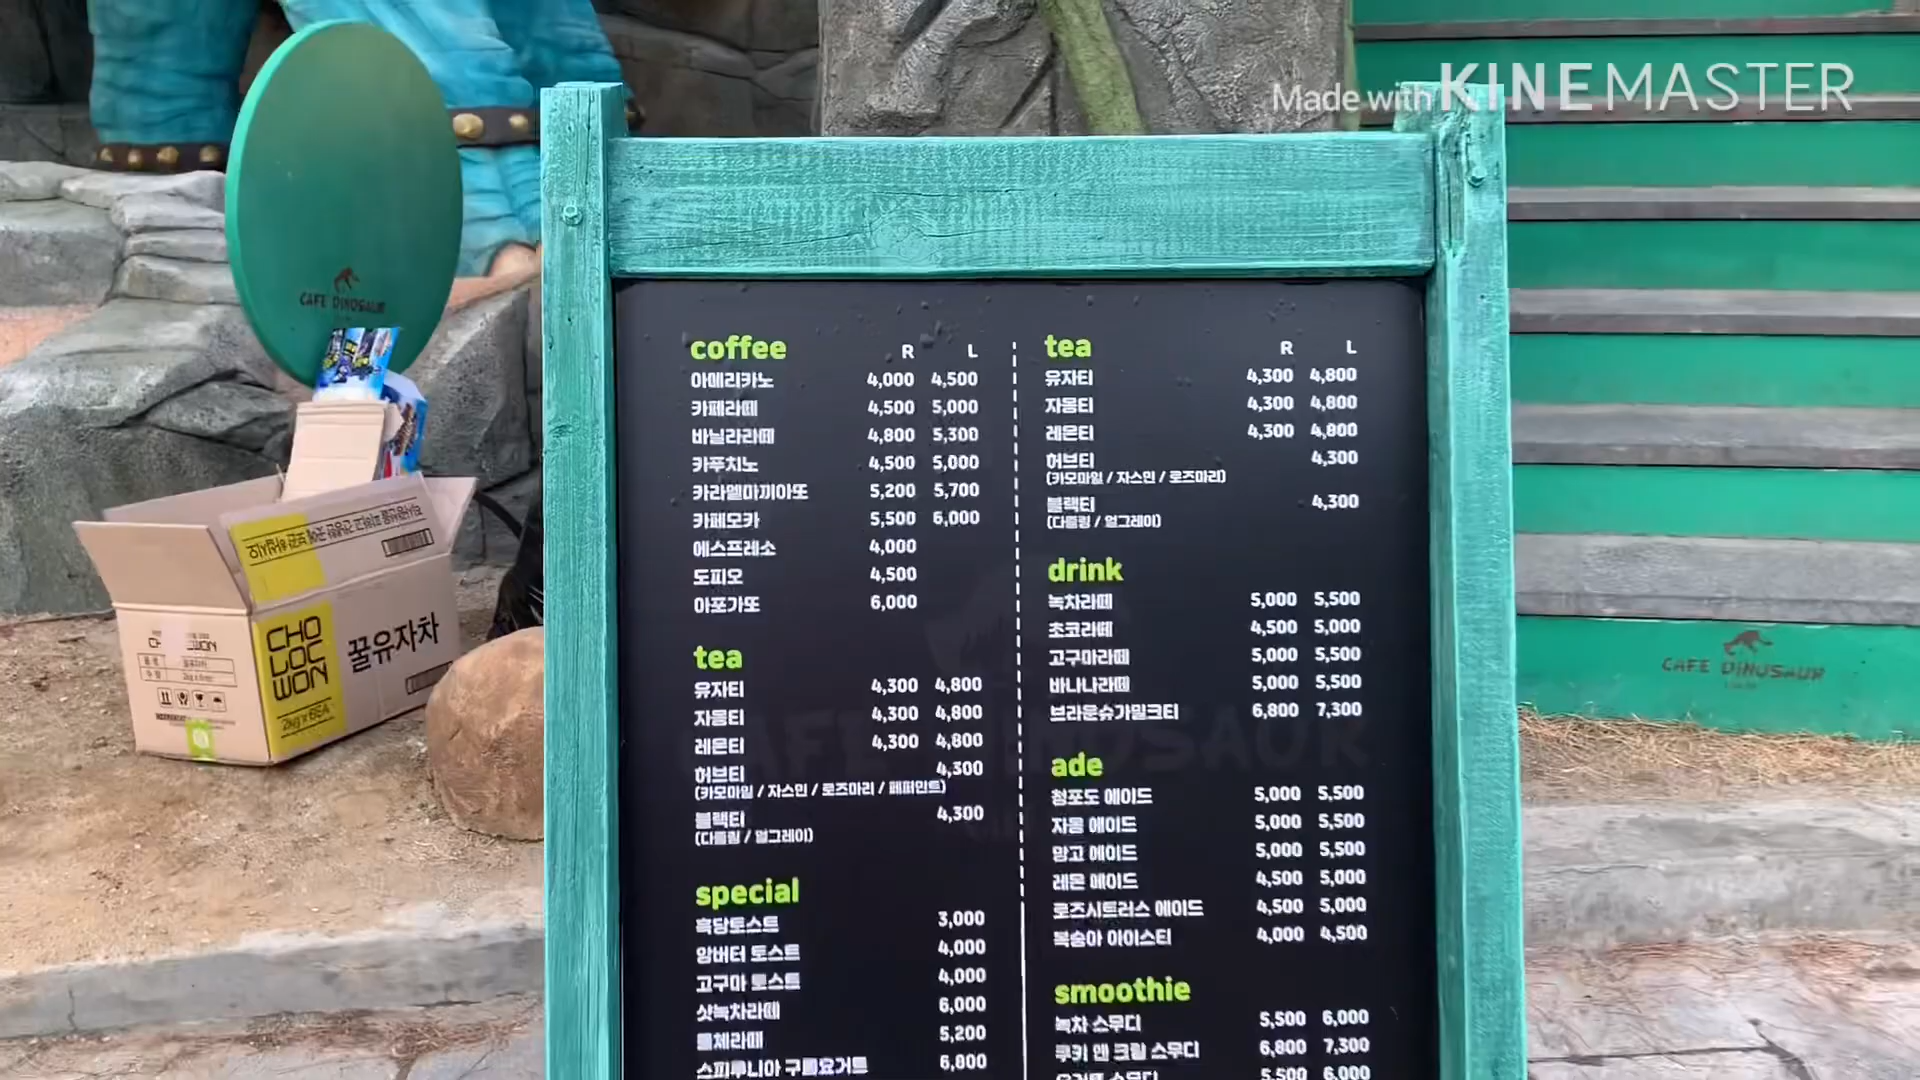 Made with KINEMASTER
CAFE DINOSAUR
CHO
LOC
WON
2kg x 6EA
꿀유자차
CAFE DINOSAUR
coffee R L
아메리카노 4,000 4,500
카페라떼 4,500 5,000
바닐라라떼 4,800 5,300
카푸치노 4,500 5,000
카라멜마끼아또 5,200 5,700
카페모카 5,500 6,000
에스프레소 4,000
도피오 4,500
아포가또 6,000
tea
유자티 4,300 4,800
자몽티 4,300 4,800
레몬티 4,300 4,800
허브티 4,300
(카모마일 / 자스민 / 로즈마리 / 페퍼민트)
블랙티 4,300
(다즐링 / 얼그레이)
special
흑당토스트 3,000
앙버터 토스트 4,000
고구마 토스트 4,000
샷녹차라떼 6,000
돌체라떼 5,200
스피루니아 구름요거트 6,800
tea R L
유자티 4,300 4,800
자몽티 4,300 4,800
레몬티 4,300 4,800
허브티 4,300
(카모마일 / 자스민 / 로즈마리)
블랙티 4,300
(다즐링 / 얼그레이)
drink
녹차라떼 5,000 5,500
초코라떼 4,500 5,000
고구마라떼 5,000 5,500
바나나라떼 5,000 5,500
브라운슈가밀크티 6,800 7,300
ade
청포도 에이드 5,000 5,500
자몽 에이드 5,000 5,500
망고 에이드 5,000 5,500
레몬 에이드 4,500 5,000
로즈시트러스 에이드 4,500 5,000
복숭아 아이스티 4,000 4,500
smoothie
녹차 스무디 5,500 6,000
쿠키 앤 크림 스무디 6,800 7,300
스무디 5,500 6,000